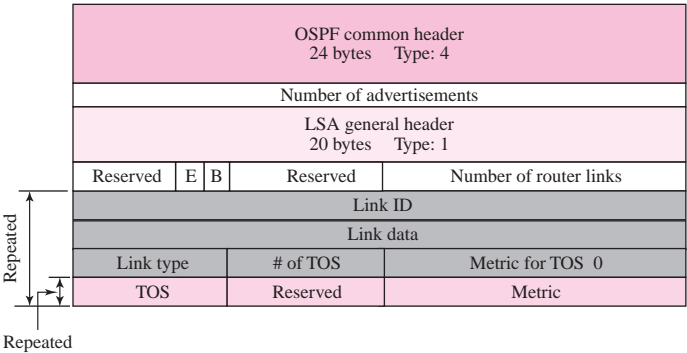 OSPF common header
24 bytes Type: 4
Number of advertisements
LSA general header
20 bytes Type: 1
Reserved E B Reserved Number of router links
Link ID
Link data
Link type # of TOS Metric for TOS 0
TOS Reserved Metric
Repeated
Repeated